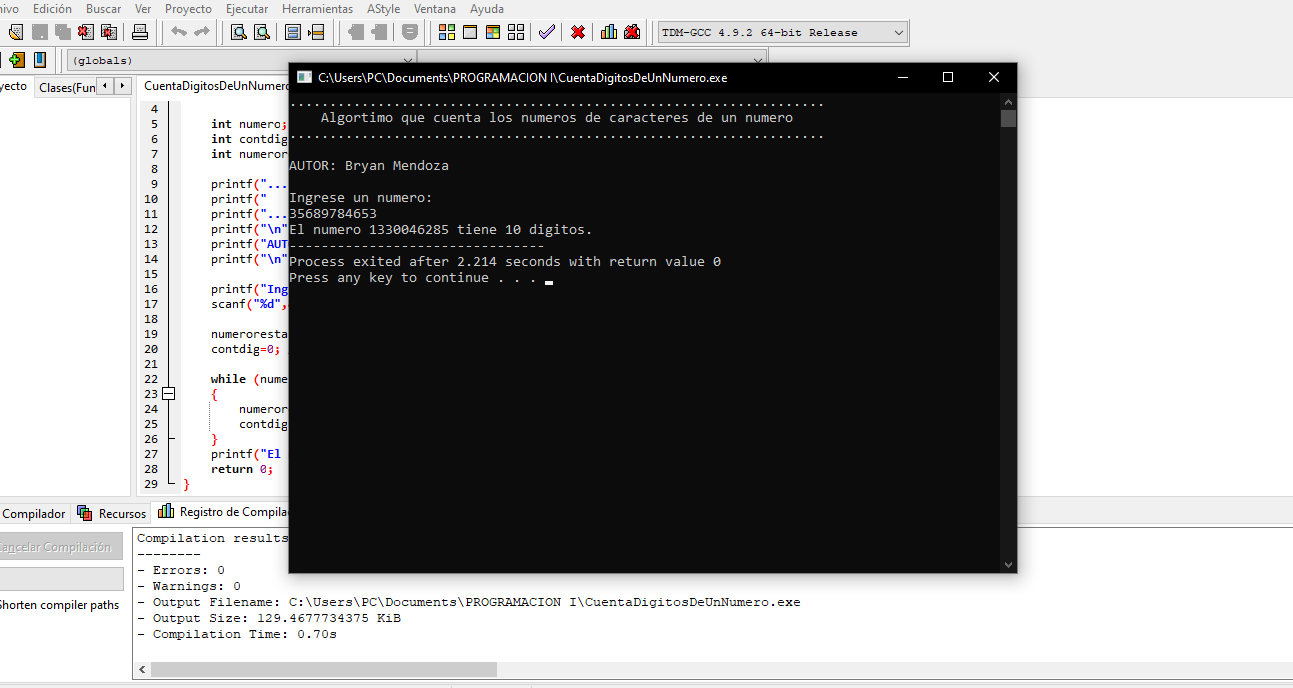 ivo Edición Buscar Ver Proyecto Ejecutar Herramientas AStyle Ventana Ayuda
TDM-GCC 4.9.2 64-bit Release
(globals)
yecto Clases(Fun CuentaDigitosDeUnNumero
C:\Users\PC\Documents\PROGRAMACION I\CuentaDigitosDeUnNumero.exe
...................................................................
Algortimo que cuenta los numeros de caracteres de un numero
...................................................................
AUTOR: Bryan Mendoza
Ingrese un numero:
35689784653
El numero 1330046285 tiene 10 digitos.
--------------------------------
Process exited after 2.214 seconds with return value 0
Press any key to continue . . .
4
5 int numero;
6 int contdig
7 int numeror
8
9 printf("...
10 printf("
11 printf("...
12 printf("\n"
13 printf("AUT
14 printf("\n"
15
16 printf("Ing
17 scanf("%d",
18
19 numeroresta
20 contdig=0;
21
22 while (nume
23 {
24 numeror
25 contdig
26 }
27 printf("El
28 return 0;
29 }
Compilador Recursos Registro de Compila
Cancelar Compilación
Shorten compiler paths
Compilation results
--------
- Errors: 0
- Warnings: 0
- Output Filename: C:\Users\PC\Documents\PROGRAMACION I\CuentaDigitosDeUnNumero.exe
- Output Size: 129.4677734375 KiB
- Compilation Time: 0.70s